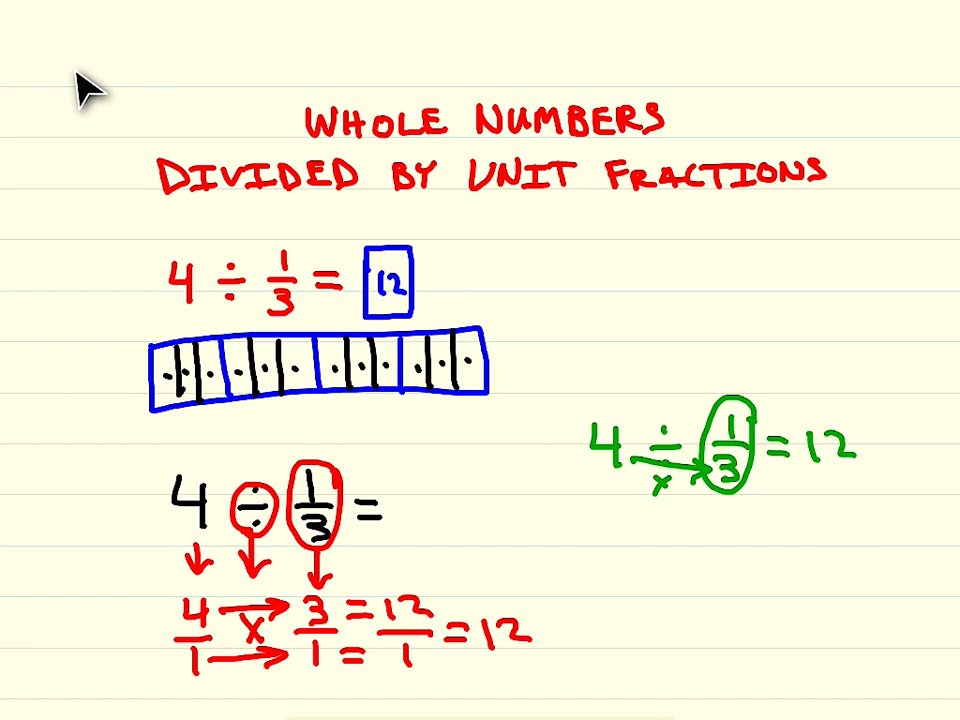 WHOLE NUMBERS
DIVIDED BY UNIT FRACTIONS
4 ÷ 1/3 = 12
4 ÷ 1/3 = 12
x
4 ÷ 1/3 =
4/1 x 3/1 = 12/1 = 12